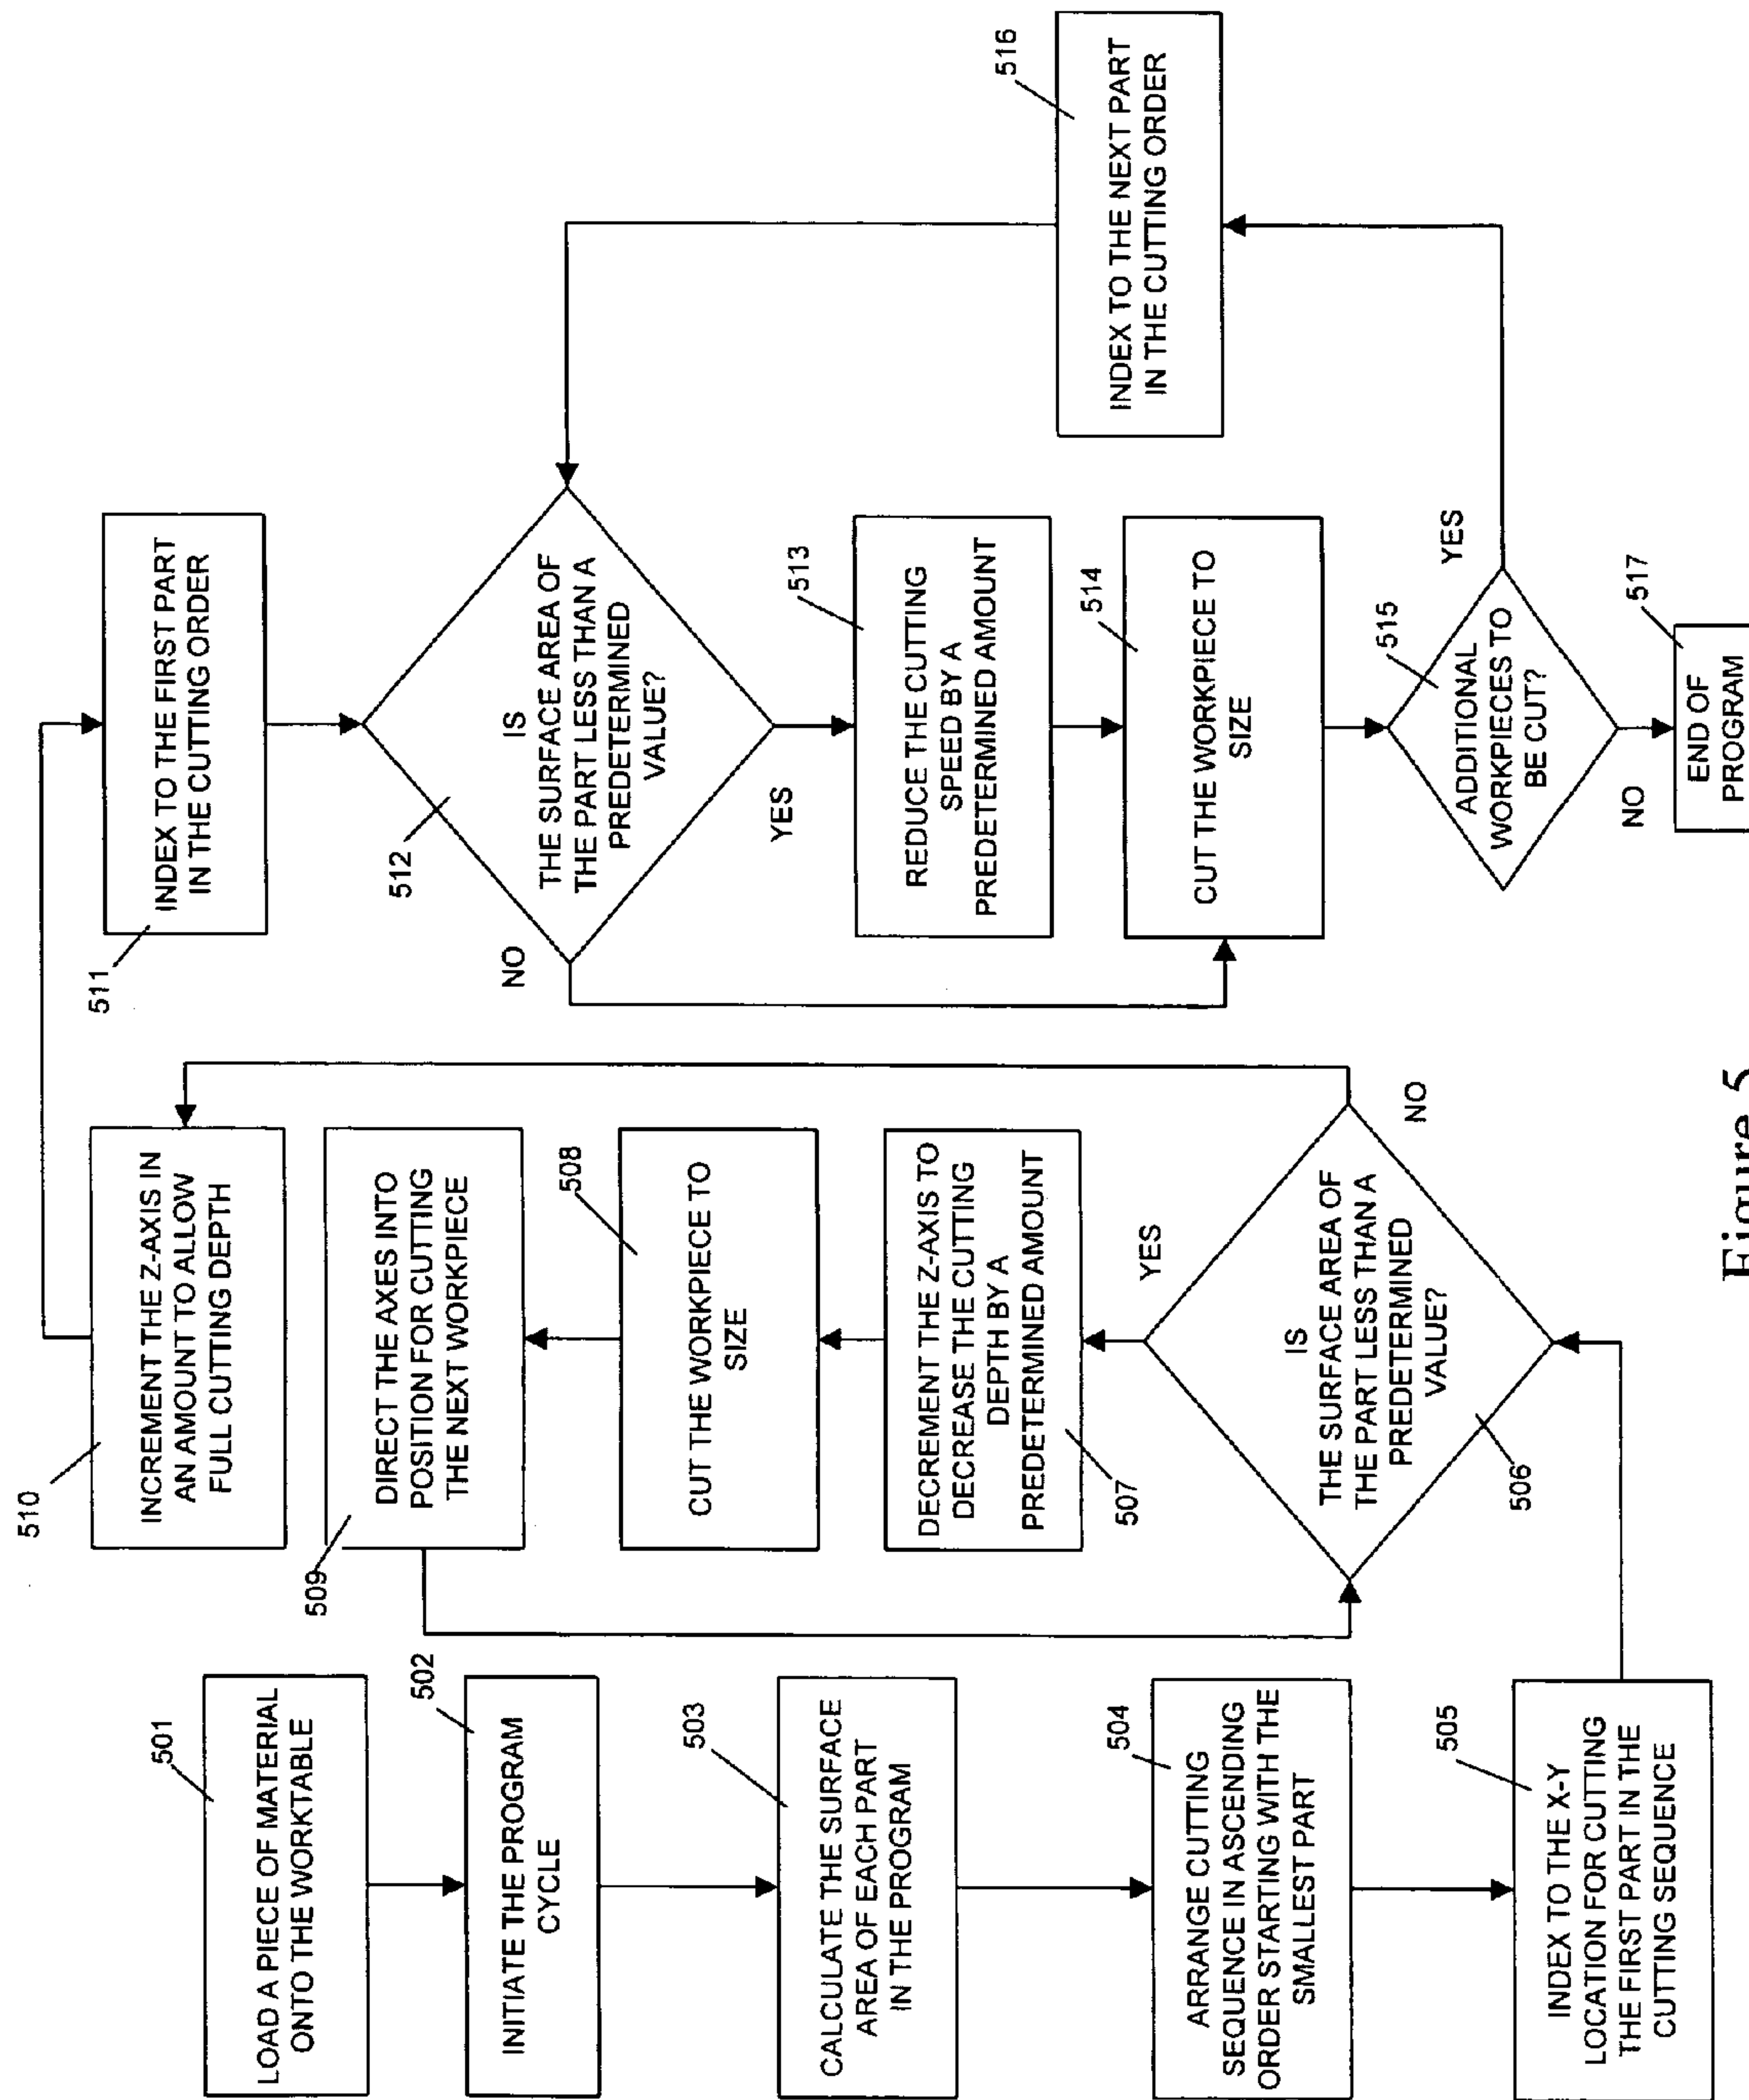 501
LOAD A PIECE OF MATERIAL
ONTO THE WORKTABLE
502
INITIATE THE PROGRAM
CYCLE
503
CALCULATE THE SURFACE
AREA OF EACH PART
IN THE PROGRAM
504
ARRANGE CUTTING
SEQUENCE IN ASCENDING
ORDER STARTING WITH THE
SMALLEST PART
505
INDEX TO THE X-Y
LOCATION FOR CUTTING
THE FIRST PART IN THE
CUTTING SEQUENCE
510
INCREMENT THE Z-AXIS IN
AN AMOUNT TO ALLOW
FULL CUTTING DEPTH
509
DIRECT THE AXES INTO
POSITION FOR CUTTING
THE NEXT WORKPIECE
508
CUT THE WORKPIECE TO
SIZE
DECREMENT THE Z-AXIS TO
DECREASE THE CUTTING
DEPTH BY A
PREDETERMINED AMOUNT
507
YES
IS
THE SURFACE AREA OF
THE PART LESS THAN A
PREDETERMINED
VALUE?
NO
506
511
INDEX TO THE FIRST PART
IN THE CUTTING ORDER
512
IS
THE SURFACE AREA OF
THE PART LESS THAN A
PREDETERMINED
VALUE?
NO
YES
513
REDUCE THE CUTTING
SPEED BY A
PREDETERMINED AMOUNT
514
CUT THE WORKPIECE TO
SIZE
515
ADDITIONAL
WORKPIECES TO
BE CUT?
YES
NO
517
END OF
PROGRAM
516
INDEX TO THE NEXT PART
IN THE CUTTING ORDER
Figure 5